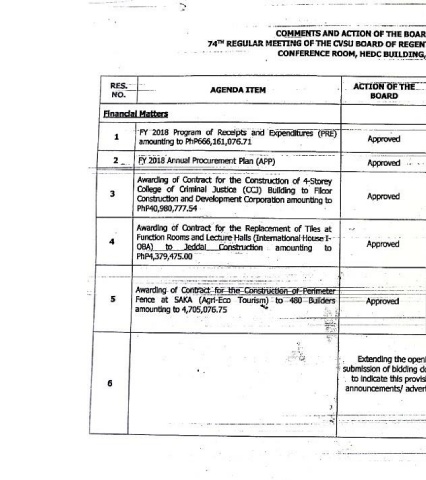 COMMENTS AND ACTION OF THE BOAR
74TH REGULAR MEETING OF THE CVSU BOARD OF REGEN
CONFERENCE ROOM, HEDC BUILDING,
RES. NO.
AGENDA ITEM
ACTION OF THE BOARD
Financial Matters
1
FY 2018 Program of Receipts and Expenditures (PRE)
amounting to PhP666,161,076.71
Approved
2
FY 2018 Annual Procurement Plan (APP)
Approved
3
Awarding of Contract for the Construction of 4-Storey
College of Criminal Justice (CCJ) Building to Filcor
Construction and Development Corporation amounting to
PhP40,980,777.54
Approved
4
Awarding of Contract for the Replacement of Tiles at
Function Rooms and Lecture Halls (International House I-
OBA) to Jeddal Construction amounting to
PhP4,379,475.00
Approved
5
Awarding of Contract for the Construction of Perimeter
Fence at SAKA (Agri-Eco Tourism) to 480 Builders
amounting to 4,705,076.75
Approved
6
Extending the openi
submission of bidding do
to indicate this provisi
announcements/ advert